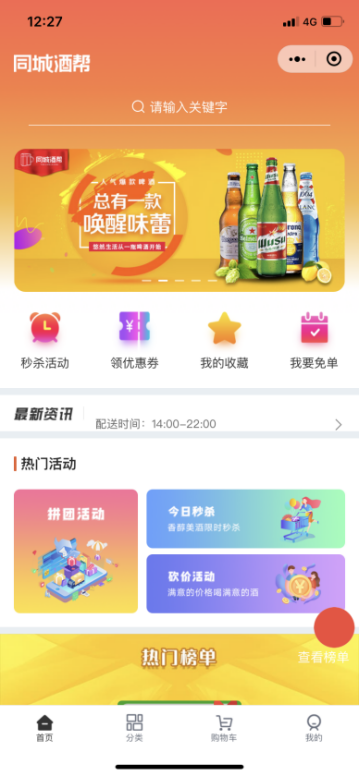 12:27
4G
同城酒帮
请输入关键字
同城酒帮
人气爆款啤酒
总有一款
唤醒味蕾
悠然生活从一咖啤酒开始
WUSU
秒杀活动
领优惠券
我的收藏
我要免单
最新资讯
配送时间：14:00-22:00
热门活动
拼团活动
今日秒杀
香醇美酒限时秒杀
砍价活动
满意的价格喝满意的酒
热门榜单
查看榜单
首页
分类
购物车
我的